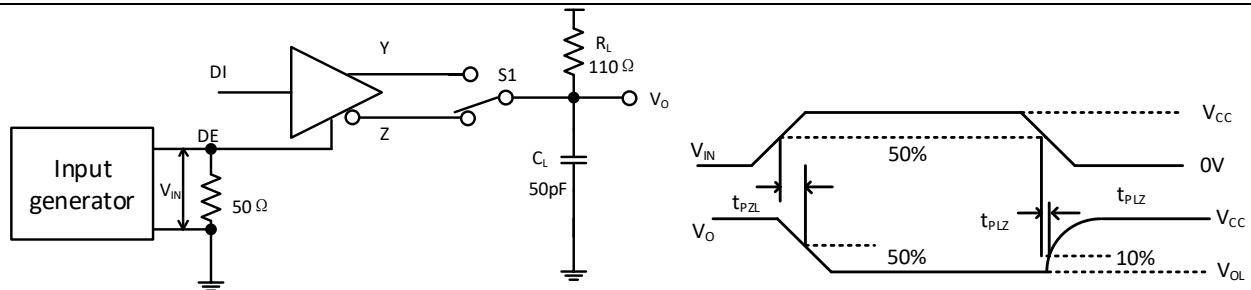 Y
R_L
110 Ω
DI
S1
V_O
Z
DE
Input
generator
V_IN
50 Ω
C_L
50pF
V_CC
V_IN
50%
0V
t_PZL
t_PLZ
V_CC
V_O
50%
10%
V_OL